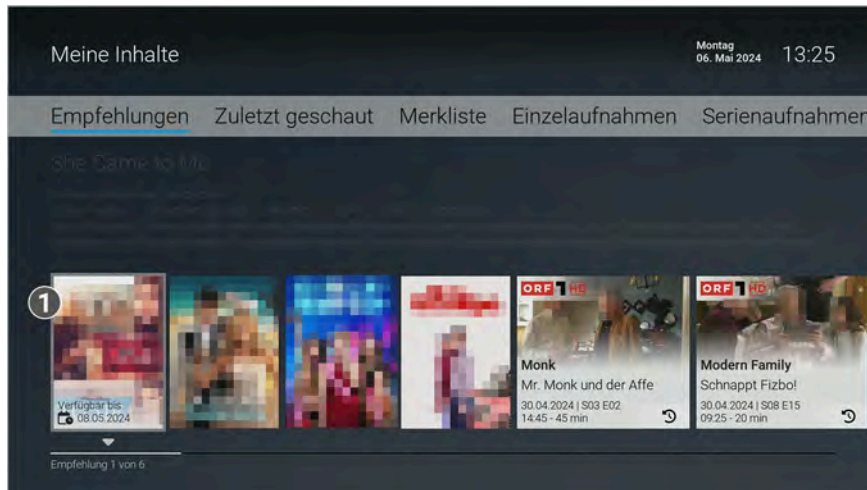 Meine Inhalte
Montag
06. Mai 2024
13:25
Empfehlungen Zuletzt geschaut Merkliste Einzelaufnahmen Serienaufnahmen
She Came to Me
1
Verfügbar bis
08.05.2024
ORF 1 HD
Monk
Mr. Monk und der Affe
30.04.2024 | S03 E02
14:45 - 45 min
ORF 1 HD
Modern Family
Schnappt Fizbo!
30.04.2024 | S08 E15
09:25 - 20 min
Empfehlung 1 von 6